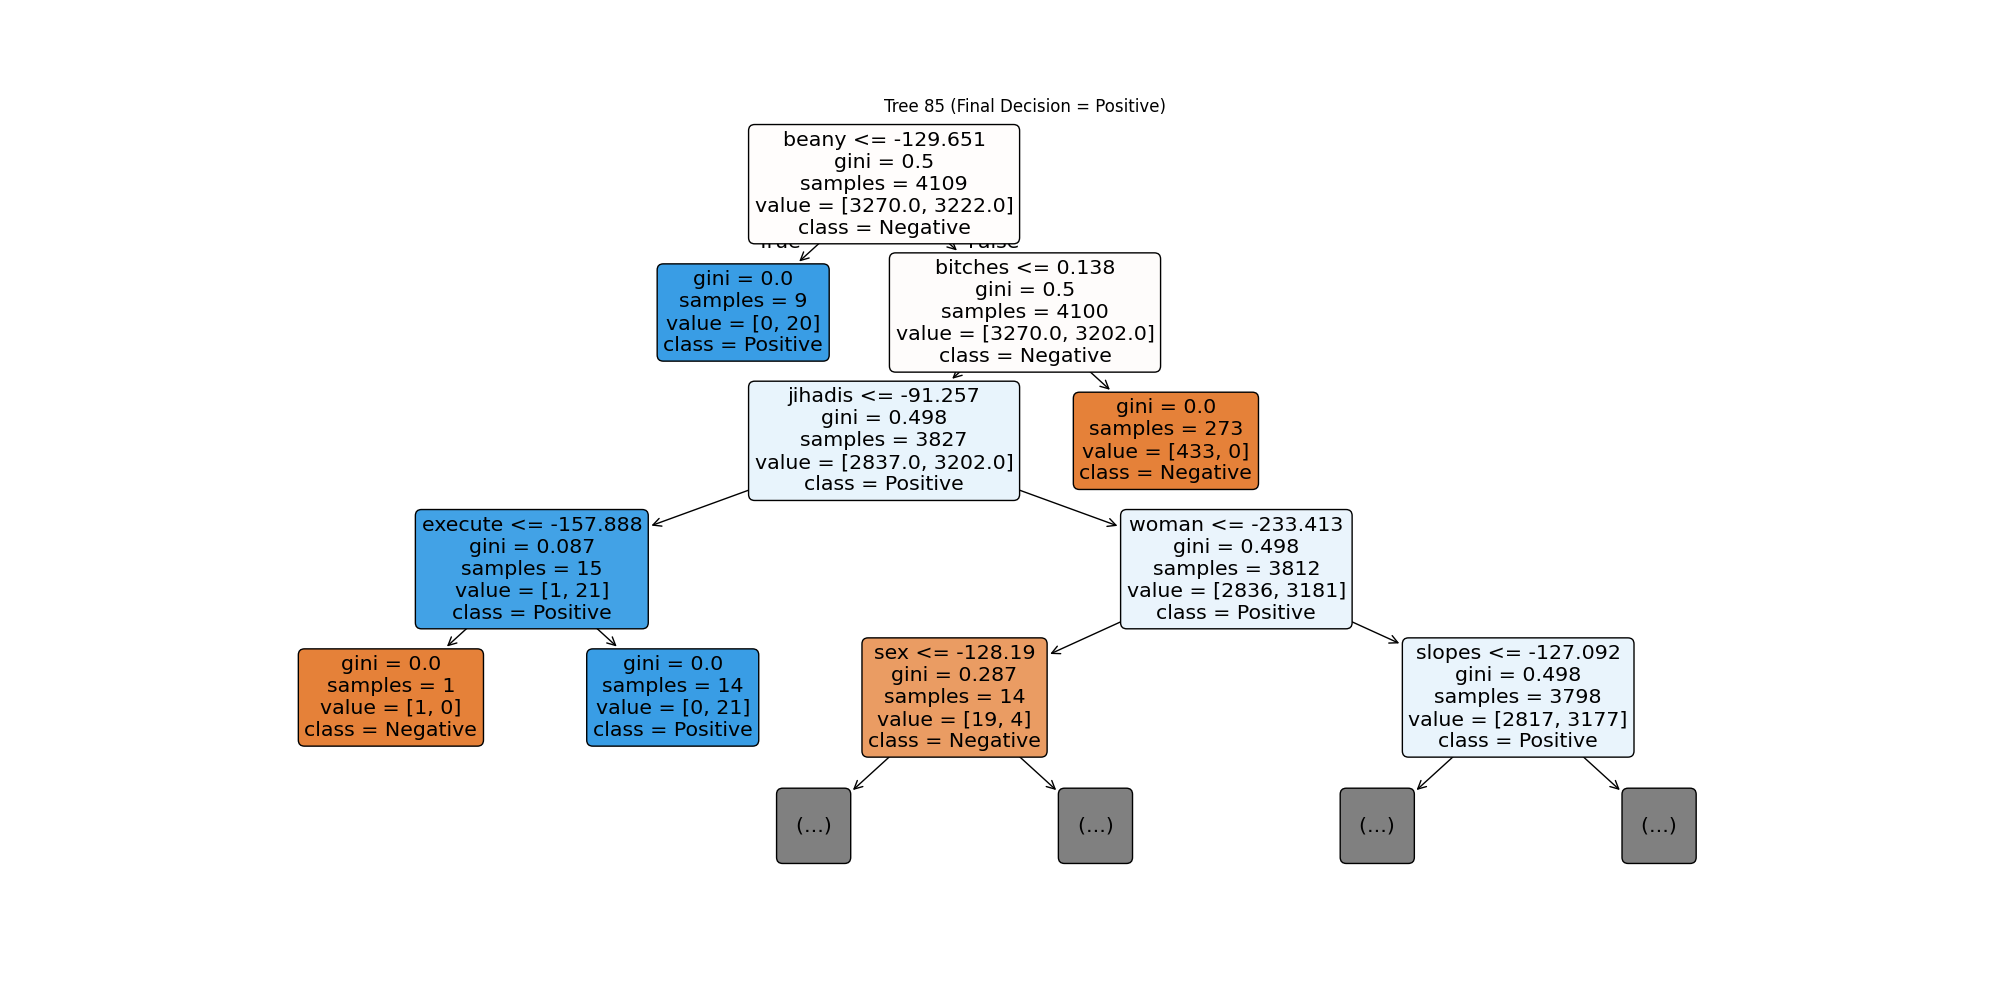 Tree 85 (Final Decision = Positive)
beany <= -129.651
gini = 0.5
samples = 4109
value = [3270.0, 3222.0]
class = Negative
True
False
gini = 0.0
samples = 9
value = [0, 20]
class = Positive
bitches <= 0.138
gini = 0.5
samples = 4100
value = [3270.0, 3202.0]
class = Negative
jihadis <= -91.257
gini = 0.498
samples = 3827
value = [2837.0, 3202.0]
class = Positive
gini = 0.0
samples = 273
value = [433, 0]
class = Negative
execute <= -157.888
gini = 0.087
samples = 15
value = [1, 21]
class = Positive
woman <= -233.413
gini = 0.498
samples = 3812
value = [2836, 3181]
class = Positive
gini = 0.0
samples = 1
value = [1, 0]
class = Negative
gini = 0.0
samples = 14
value = [0, 21]
class = Positive
sex <= -128.19
gini = 0.287
samples = 14
value = [19, 4]
class = Negative
slopes <= -127.092
gini = 0.498
samples = 3798
value = [2817, 3177]
class = Positive
(...)
(...)
(...)
(...)